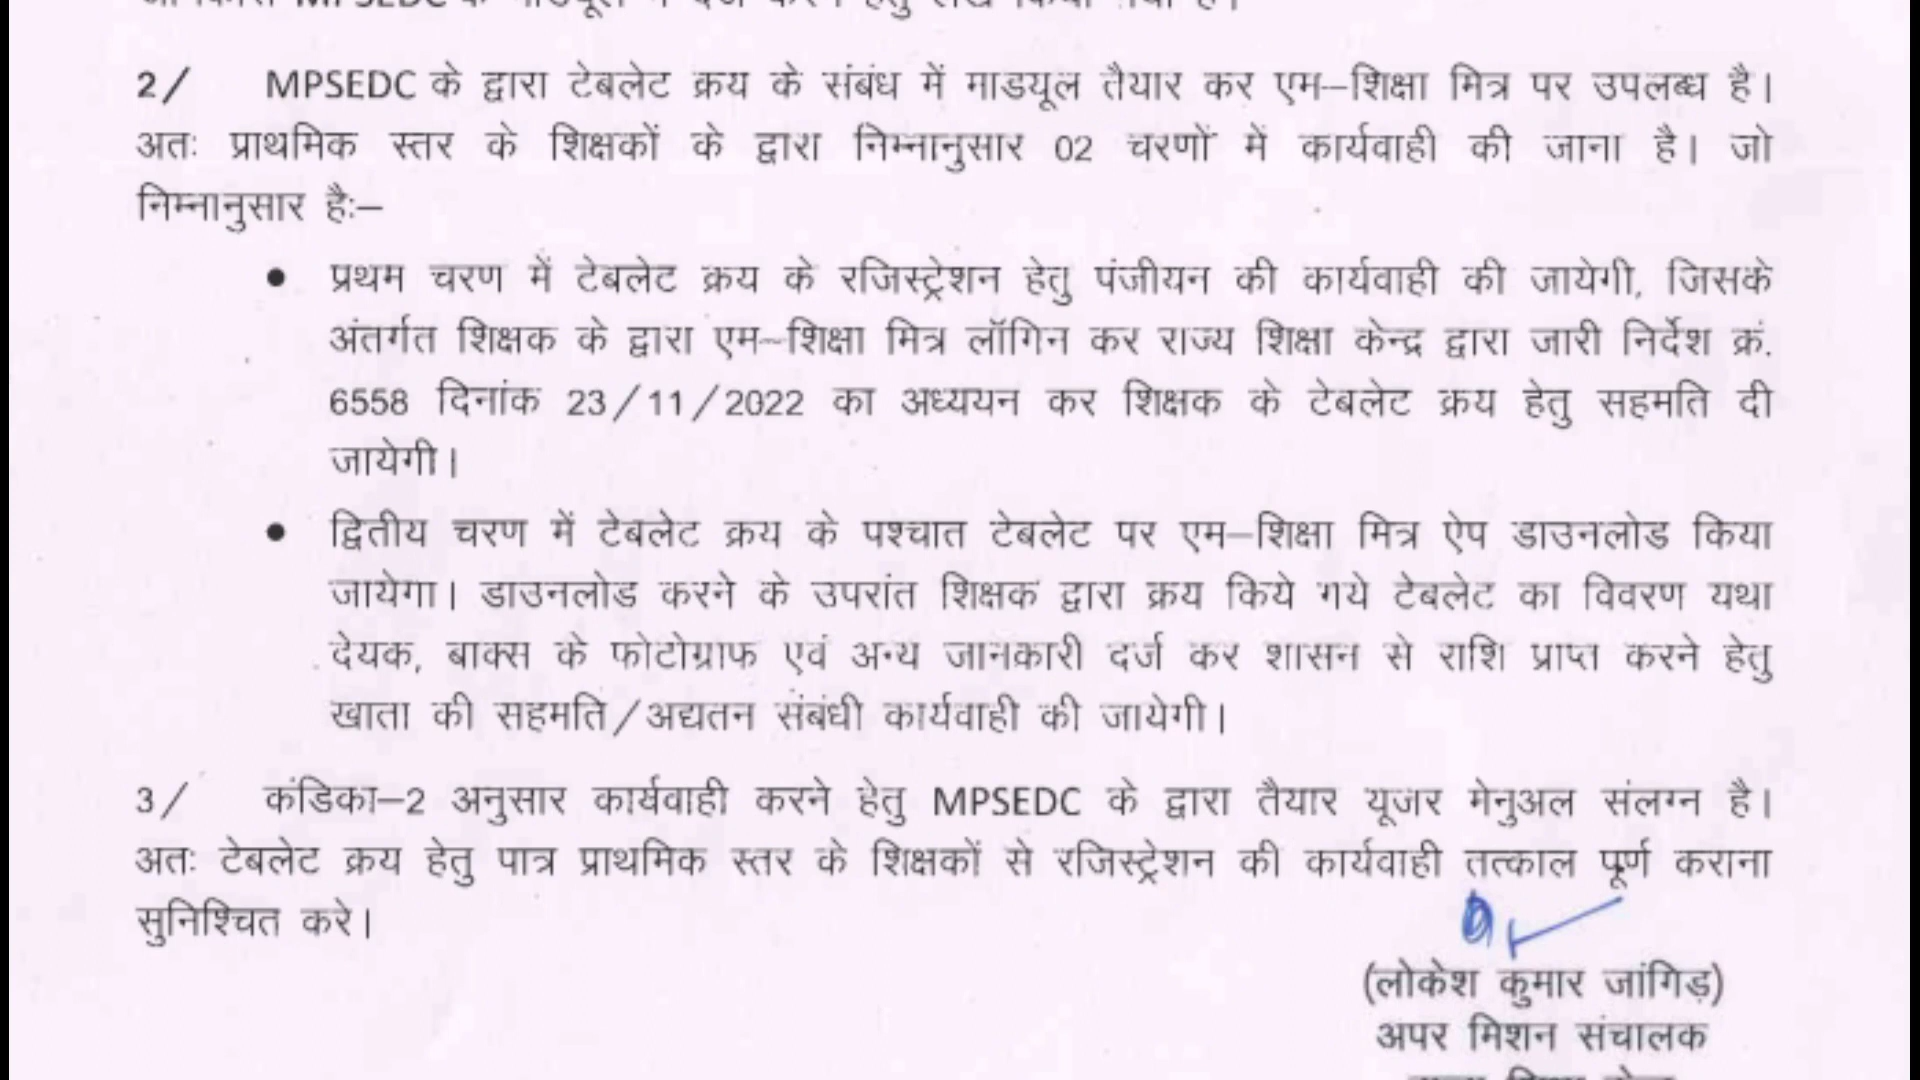 2/ MPSEDC के द्वारा टेबलेट क्रय के संबंध में माडयूल तैयार कर एम–शिक्षा मित्र पर उपलब्ध है।
अतः प्राथमिक स्तर के शिक्षकों के द्वारा निम्नानुसार 02 चरणों में कार्यवाही की जाना है। जो
निम्नानुसार हैः–
• प्रथम चरण में टेबलेट क्रय के रजिस्ट्रेशन हेतु पंजीयन की कार्यवाही की जायेगी, जिसके
अंतर्गत शिक्षक के द्वारा एम–शिक्षा मित्र लॉगिन कर राज्य शिक्षा केन्द्र द्वारा जारी निर्देश क्रं.
6558 दिनांक 23/11/2022 का अध्ययन कर शिक्षक के टेबलेट क्रय हेतु सहमति दी
जायेगी।
• द्वितीय चरण में टेबलेट क्रय के पश्चात टेबलेट पर एम–शिक्षा मित्र ऐप डाउनलोड किया
जायेगा। डाउनलोड करने के उपरांत शिक्षक द्वारा क्रय किये गये टेबलेट का विवरण यथा
देयक, बाक्स के फोटोग्राफ एवं अन्य जानकारी दर्ज कर शासन से राशि प्राप्त करने हेतु
खाता की सहमति/अद्यतन संबंधी कार्यवाही की जायेगी।
3/ कंडिका–2 अनुसार कार्यवाही करने हेतु MPSEDC के द्वारा तैयार यूजर मेनुअल संलग्न है।
अतः टेबलेट क्रय हेतु पात्र प्राथमिक स्तर के शिक्षकों से रजिस्ट्रेशन की कार्यवाही तत्काल पूर्ण कराना
सुनिश्चित करे।
(लोकेश कुमार जांगिड़)
अपर मिशन संचालक